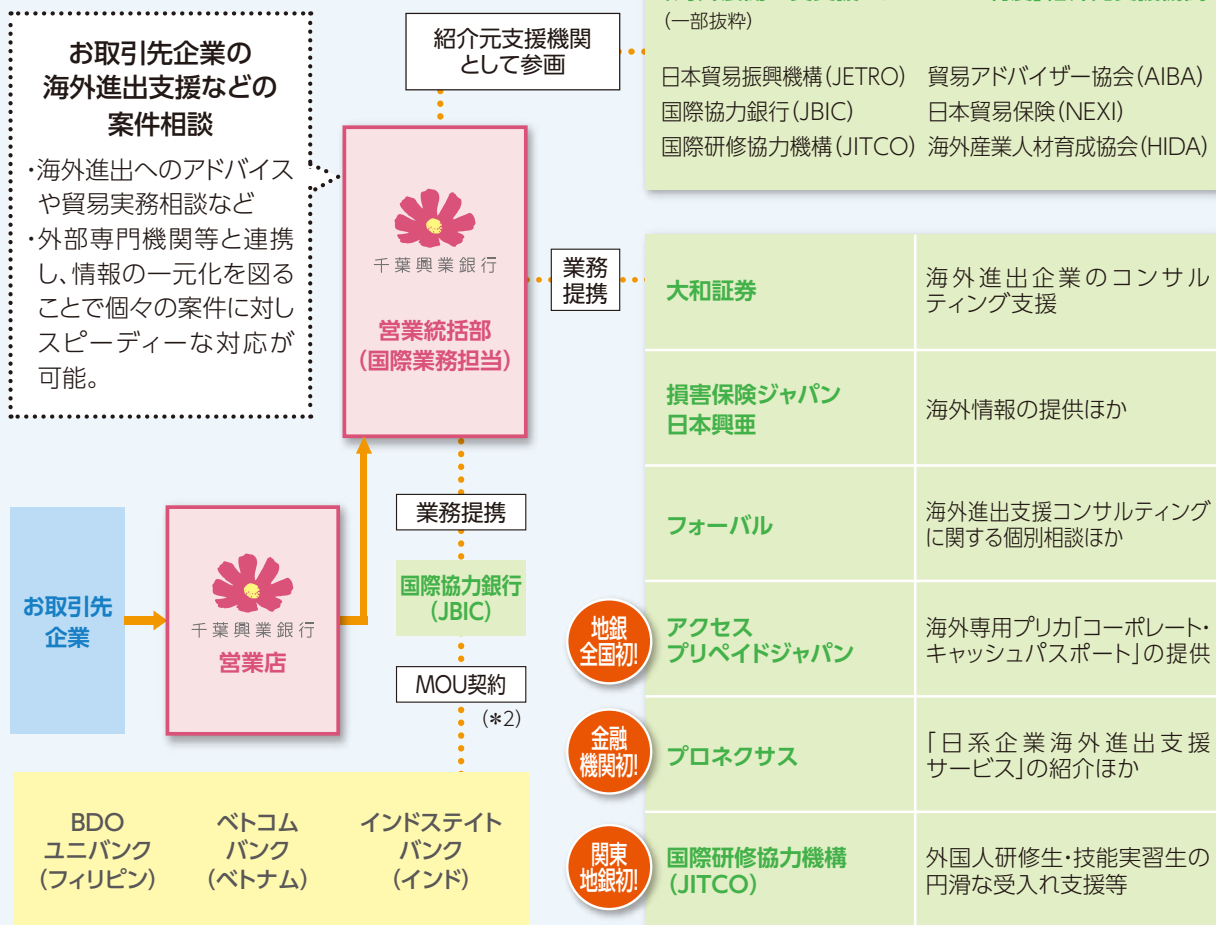 お取引先企業の
海外進出支援などの
案件相談
・海外進出へのアドバイス
や貿易実務相談など
・外部専門機関等と連携
し、情報の一元化を図る
ことで個々の案件に対し
スピーディーな対応が
可能。
紹介元支援機関
として参画
(一部抜粋)
日本貿易振興機構(JETRO)
貿易アドバイザー協会(AIBA)
国際協力銀行(JBIC)
日本貿易保険(NEXI)
国際研修協力機構(JITCO)
海外産業人材育成協会(HIDA)
千葉興業銀行
営業統括部
(国際業務担当)
業務
提携
お取引先
企業
千葉興業銀行
営業店
業務提携
国際協力銀行
(JBIC)
MOU契約
(*2)
BDO
ユニバンク
(フィリピン)
ベトコム
バンク
(ベトナム)
インドステイト
バンク
(インド)
大和証券
海外進出企業のコンサル
ティング支援
損害保険ジャパン
日本興亜
海外情報の提供ほか
フォーバル
海外進出支援コンサルティング
に関する個別相談ほか
地銀
全国初!
アクセス
プリペイドジャパン
海外専用プリカ「コーポレート・
キャッシュパスポート」の提供
金融
機関初!
プロネクサス
「日系企業海外進出支援
サービス」の紹介ほか
関東
地銀初!
国際研修協力機構
(JITCO)
外国人研修生・技能実習生の
円滑な受入れ支援等